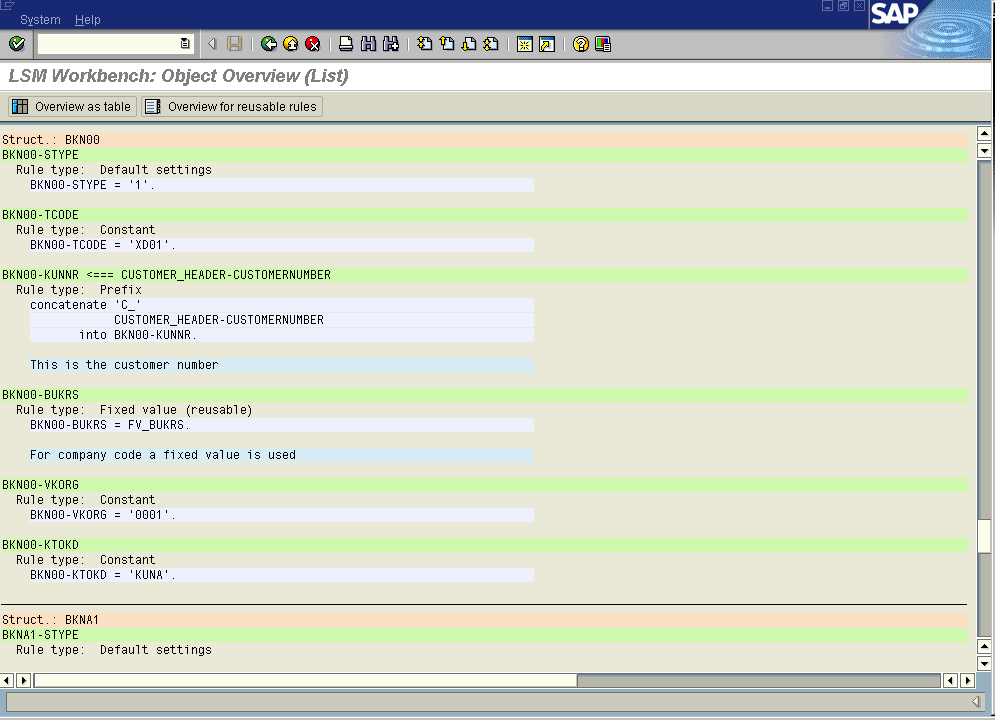 System Help
SAP
LSM Workbench: Object Overview (List)
Overview as table Overview for reusable rules
Struct.: BKN00
BKN00-STYPE
Rule type: Default settings
BKN00-STYPE = '1'.
BKN00-TCODE
Rule type: Constant
BKN00-TCODE = 'XD01'.
BKN00-KUNNR <=== CUSTOMER_HEADER-CUSTOMERNUMBER
Rule type: Prefix
concatenate 'C_'
CUSTOMER_HEADER-CUSTOMERNUMBER
into BKN00-KUNNR.
This is the customer number
BKN00-BUKRS
Rule type: Fixed value (reusable)
BKN00-BUKRS = FV_BUKRS.
For company code a fixed value is used
BKN00-VKORG
Rule type: Constant
BKN00-VKORG = '0001'.
BKN00-KTOKD
Rule type: Constant
BKN00-KTOKD = 'KUNA'.
Struct.: BKNA1
BKNA1-STYPE
Rule type: Default settings